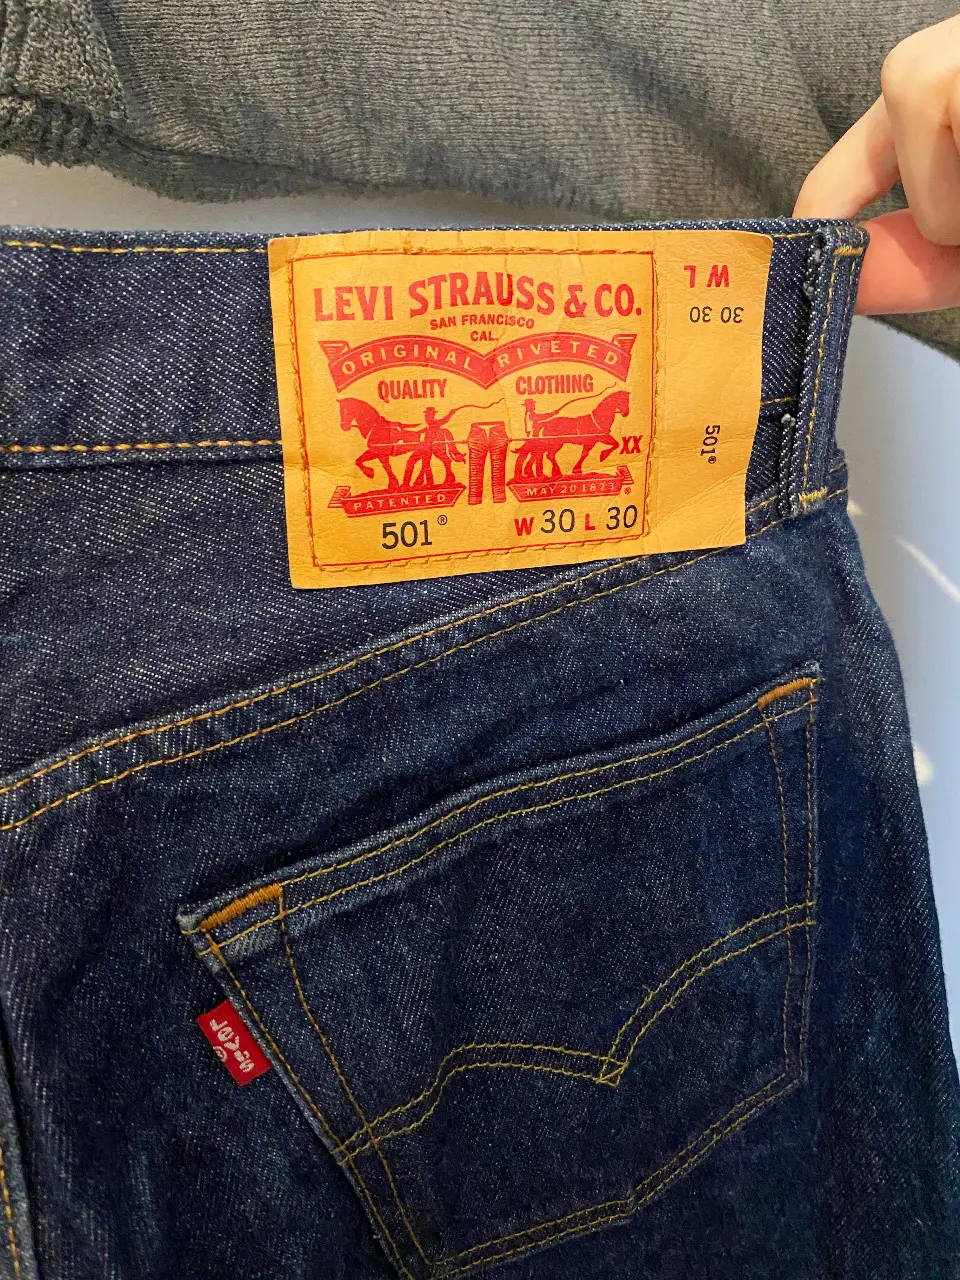 LEVI STRAUSS & CO.
SAN FRANCISCO
CAL.
ORIGINAL RIVETED
QUALITY CLOTHING
XX
PATENTED MAY 20 1873 ®
501® W 30 L 30
W L
30 30
501®
Levi's
®